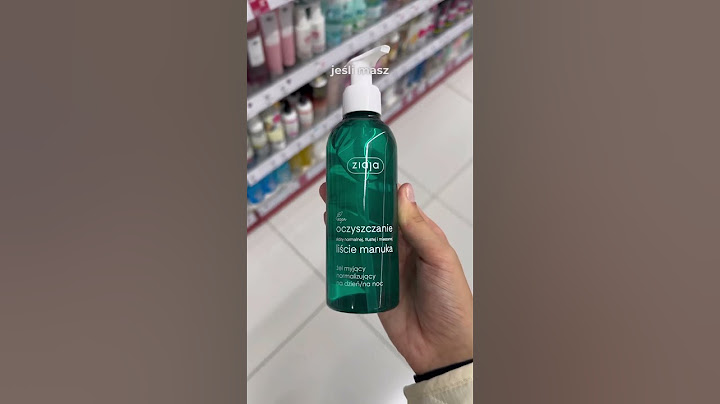 jeśli masz
ziaja
vegan
oczyszczanie
skóry normalnej, tłustej i mieszanej
liście manuka
żel myjący
normalizujący
na dzień/na noc